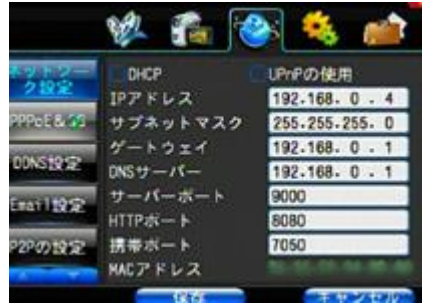 ネットワーク設定
PPPoE&3G
DDNS設定
Email設定
P2Pの設定
DHCP
UPnPの使用
IPアドレス 192.168. 0 . 4
サブネットマスク 255.255.255. 0
ゲートウェイ 192.168. 0 . 1
DNSサーバー 192.168. 0 . 1
サーバーポート 9000
HTTPポート 8080
携帯ポート 7050
MACアドレス
保存
キャンセル